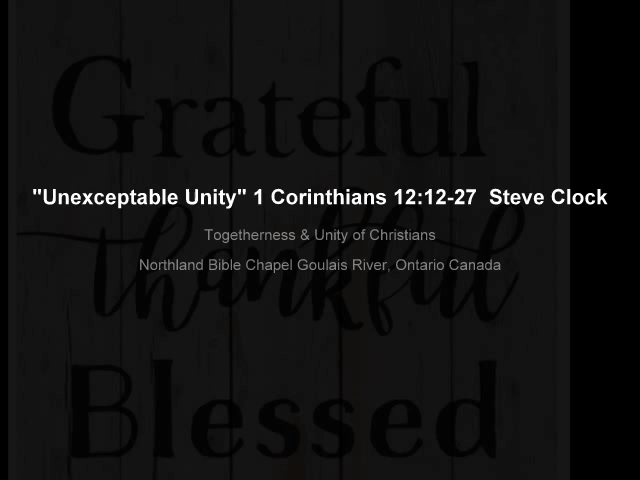 Grateful
"Unexceptable Unity" 1 Corinthians 12:12-27  Steve Clock
Togetherness & Unity of Christians
thankful
Northland Bible Chapel Goulais River, Ontario Canada
Blessed